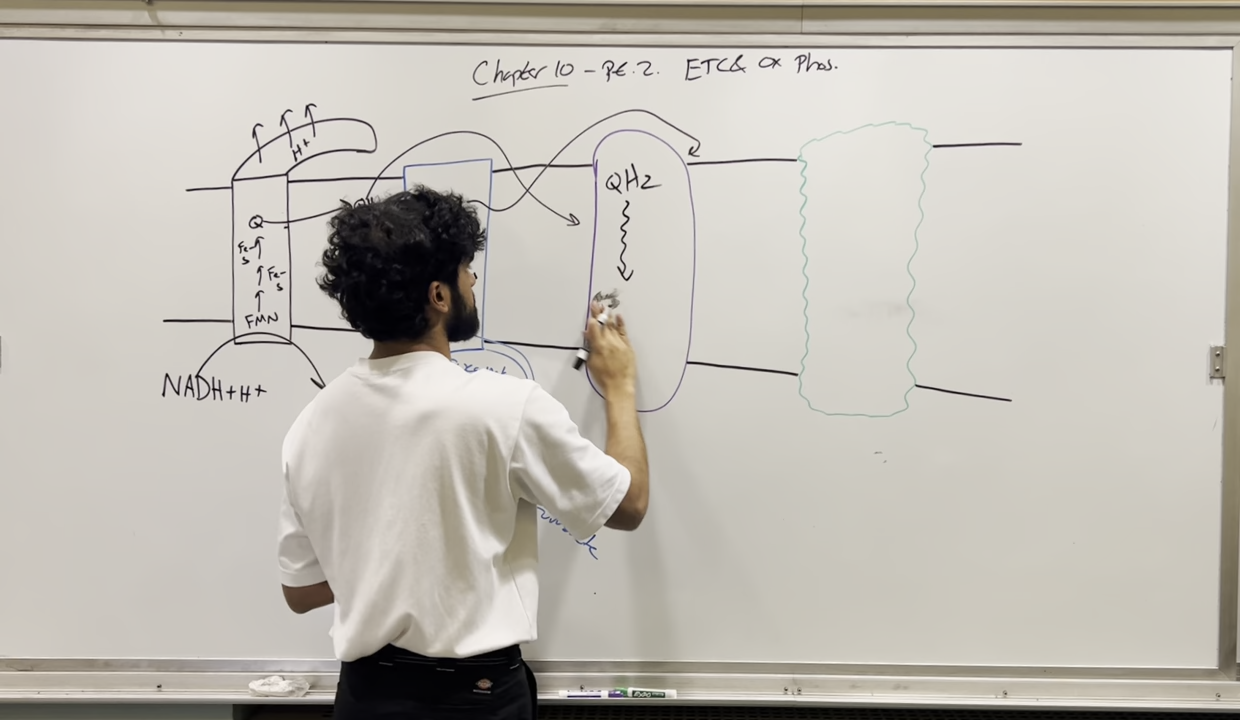 Chapter 10 - Pt. 2. ETC & Ox Phos.
H+
QH2
Q
Fe-
S
Fe-
S
FMN
NADH+H+